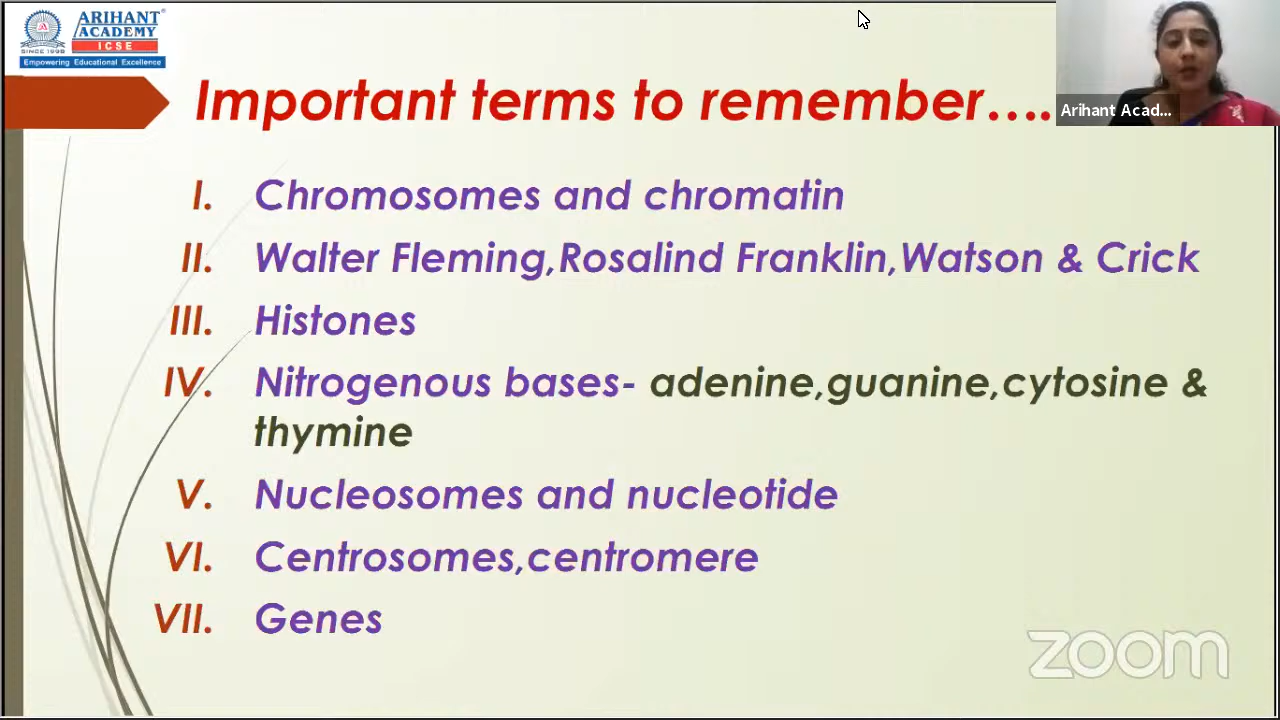 ARIHANT
ACADEMY
ICSE
SINCE 1998
Empowering Educational Excellence
Important terms to remember….
Arihant Acad...
I. Chromosomes and chromatin
II. Walter Fleming,Rosalind Franklin,Watson & Crick
III. Histones
IV. Nitrogenous bases- adenine,guanine,cytosine &
thymine
V. Nucleosomes and nucleotide
VI. Centrosomes,centromere
VII. Genes
zoom